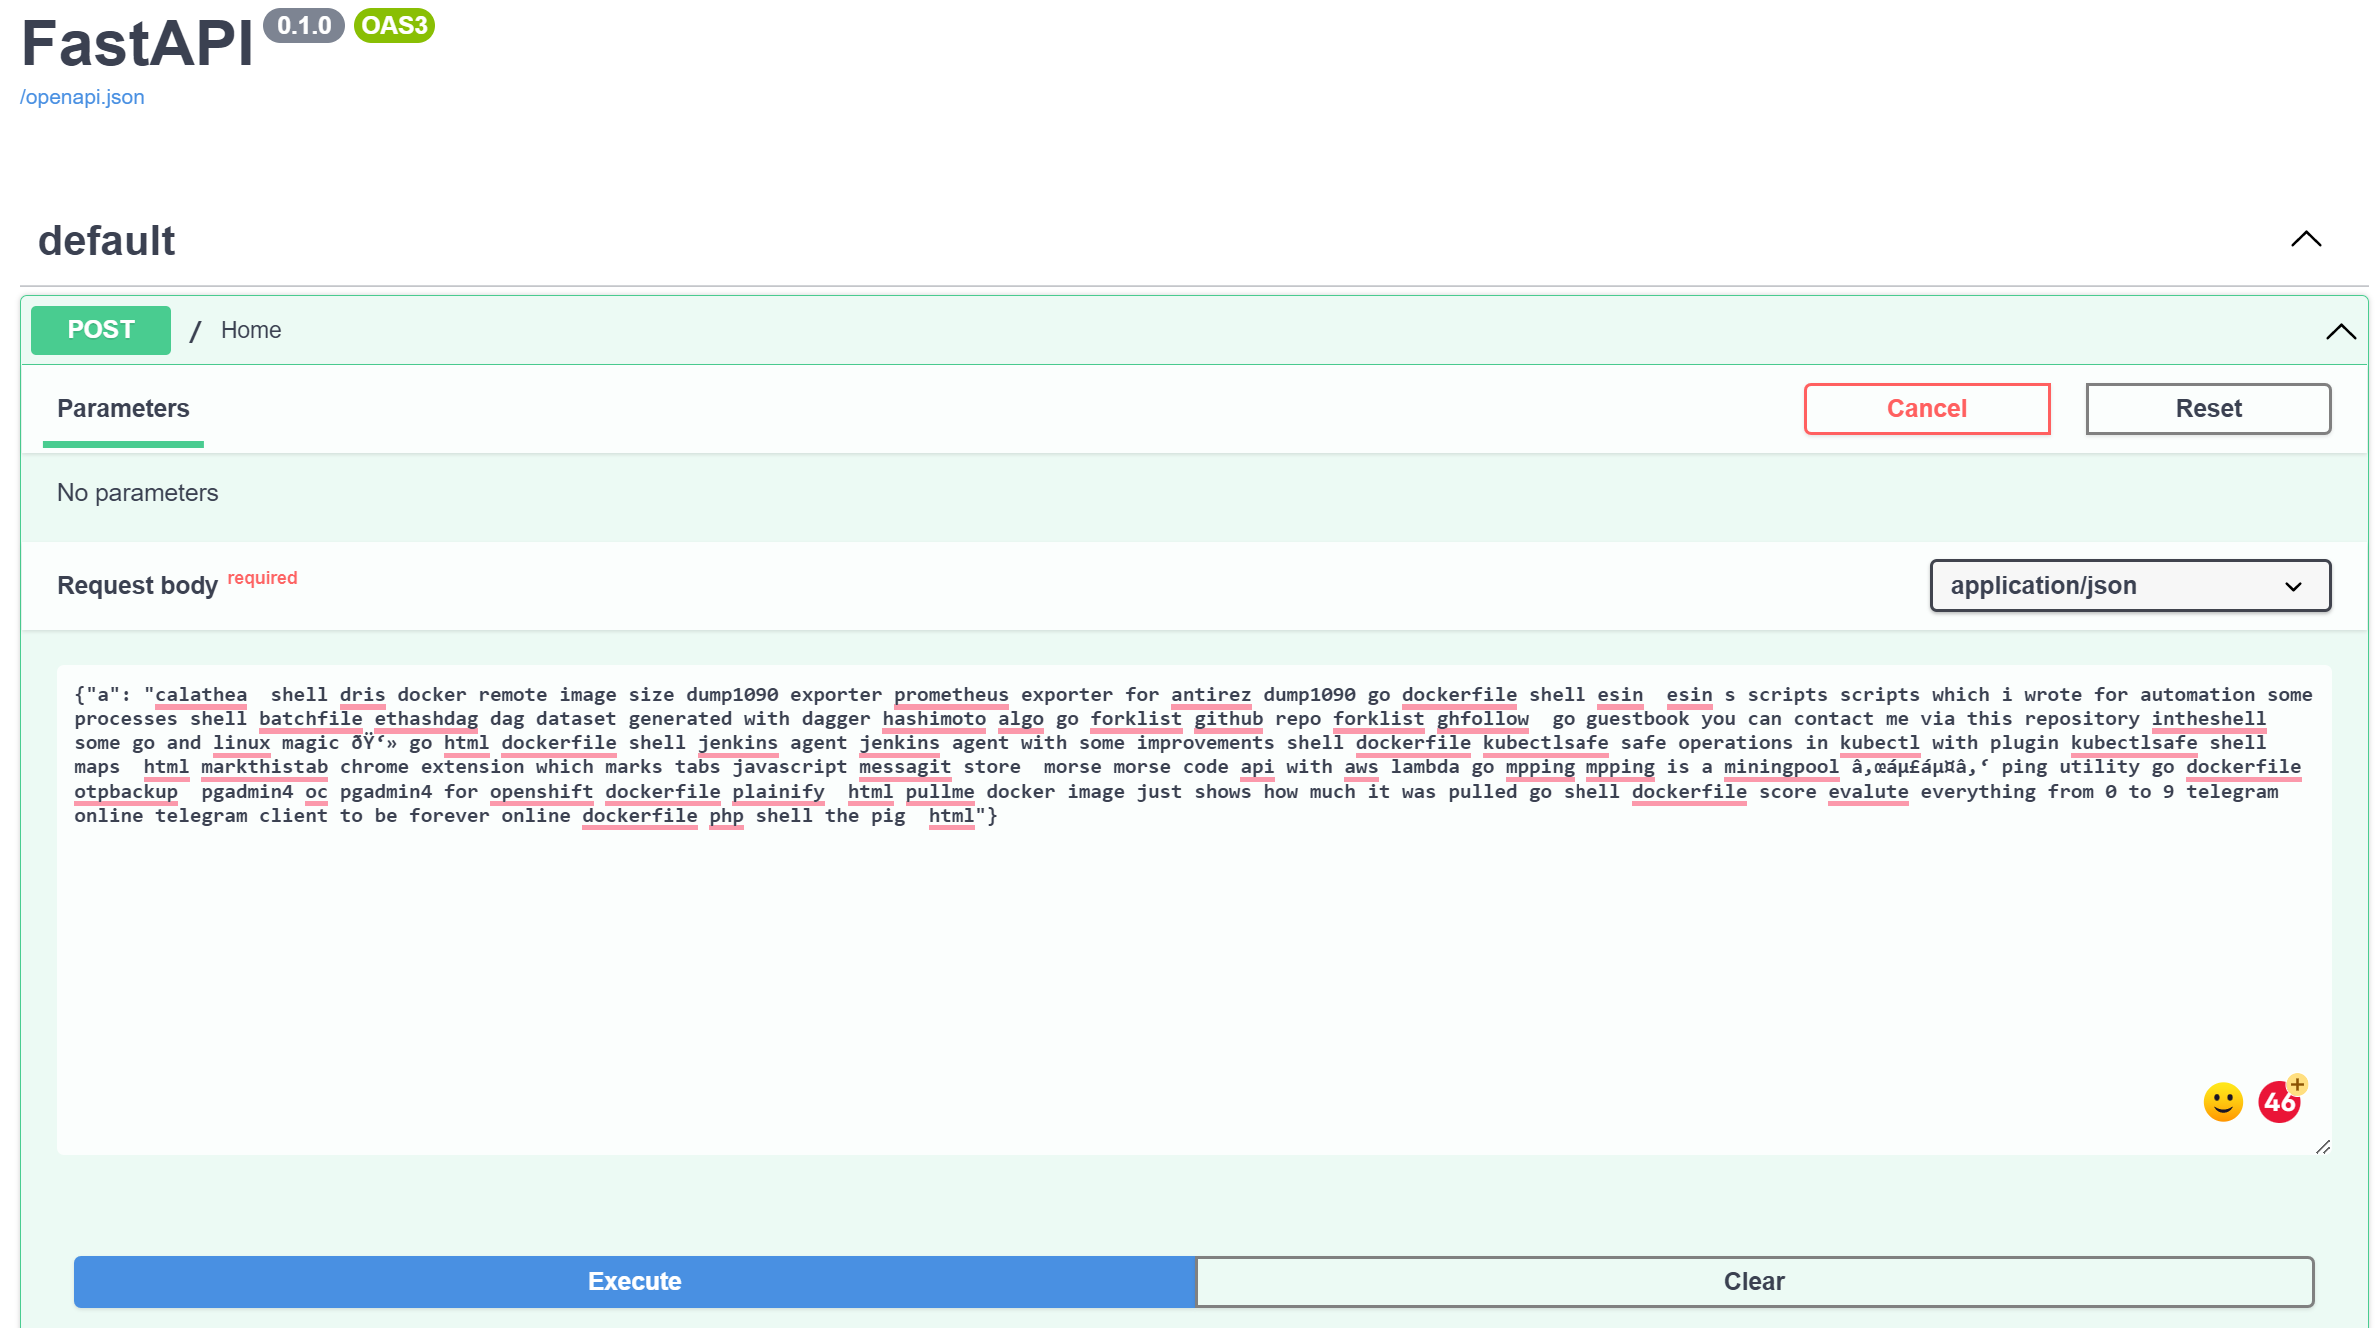 FastAPI 0.1.0 OAS3
/openapi.json
default
POST / Home
Parameters Cancel Reset
No parameters
Request body required application/json
{"a": "calathea  shell dris docker remote image size dump1090 exporter prometheus exporter for antirez dump1090 go dockerfile shell esin  esin s scripts scripts which i wrote for automation some
processes shell batchfile ethashdag dag dataset generated with dagger hashimoto algo go forklist github repo forklist ghfollow  go guestbook you can contact me via this repository intheshell
some go and linux magic ðŸ‘» go html dockerfile shell jenkins agent jenkins agent with some improvements shell dockerfile kubectlsafe safe operations in kubectl with plugin kubectlsafe shell
maps  html markthistab chrome extension which marks tabs javascript messagit store  morse morse code api with aws lambda go mpping mpping is a miningpool â‚œáµ£áµ¤â‚‘ ping utility go dockerfile
otpbackup  pgadmin4 oc pgadmin4 for openshift dockerfile plainify  html pullme docker image just shows how much it was pulled go shell dockerfile score evalute everything from 0 to 9 telegram
online telegram client to be forever online dockerfile php shell the pig  html"}
46
Execute Clear